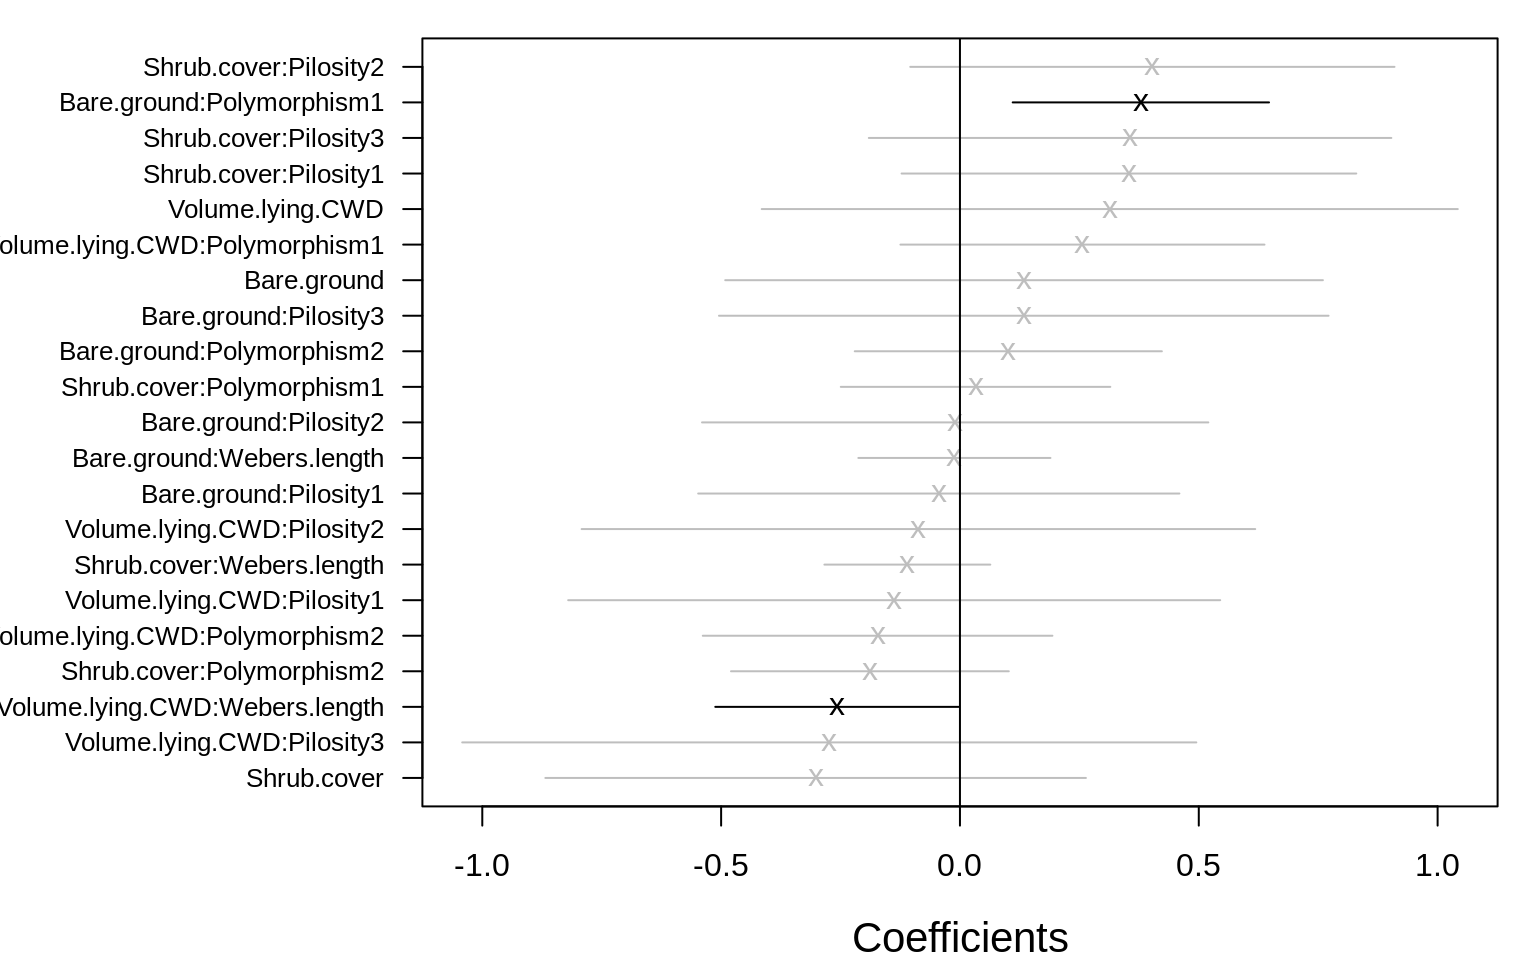 Shrub.cover:Pilosity2
Bare.ground:Polymorphism1
Shrub.cover:Pilosity3
Shrub.cover:Pilosity1
Volume.lying.CWD
olume.lying.CWD:Polymorphism1
Bare.ground
Bare.ground:Pilosity3
Bare.ground:Polymorphism2
Shrub.cover:Polymorphism1
Bare.ground:Pilosity2
Bare.ground:Webers.length
Bare.ground:Pilosity1
Volume.lying.CWD:Pilosity2
Shrub.cover:Webers.length
Volume.lying.CWD:Pilosity1
olume.lying.CWD:Polymorphism2
Shrub.cover:Polymorphism2
Volume.lying.CWD:Webers.length
Volume.lying.CWD:Pilosity3
Shrub.cover
-1.0 -0.5 0.0 0.5 1.0
Coefficients